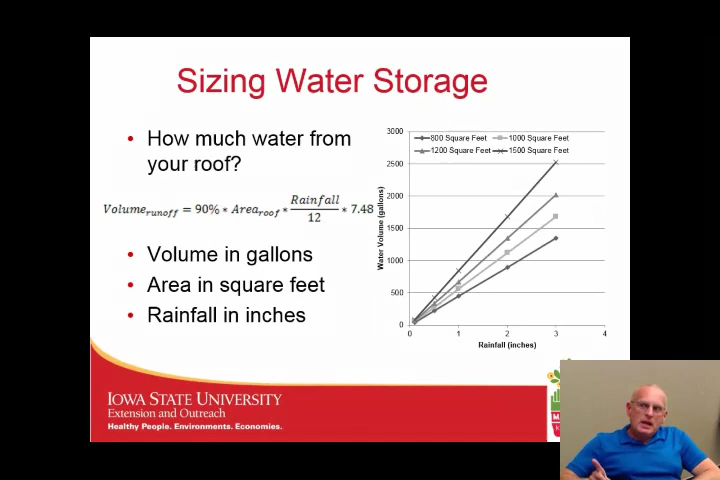 Sizing Water Storage
• How much water from
your roof?
Volume_runoff = 90% * Area_roof * Rainfall/12 * 7.48
• Volume in gallons
• Area in square feet
• Rainfall in inches
3000
2500
2000
1500
1000
500
0
Water Volume (gallons)
800 Square Feet
1000 Square Feet
1200 Square Feet
1500 Square Feet
0 1 2 3 4
Rainfall (inches)
IOWA STATE UNIVERSITY
Extension and Outreach
Healthy People. Environments. Economies.